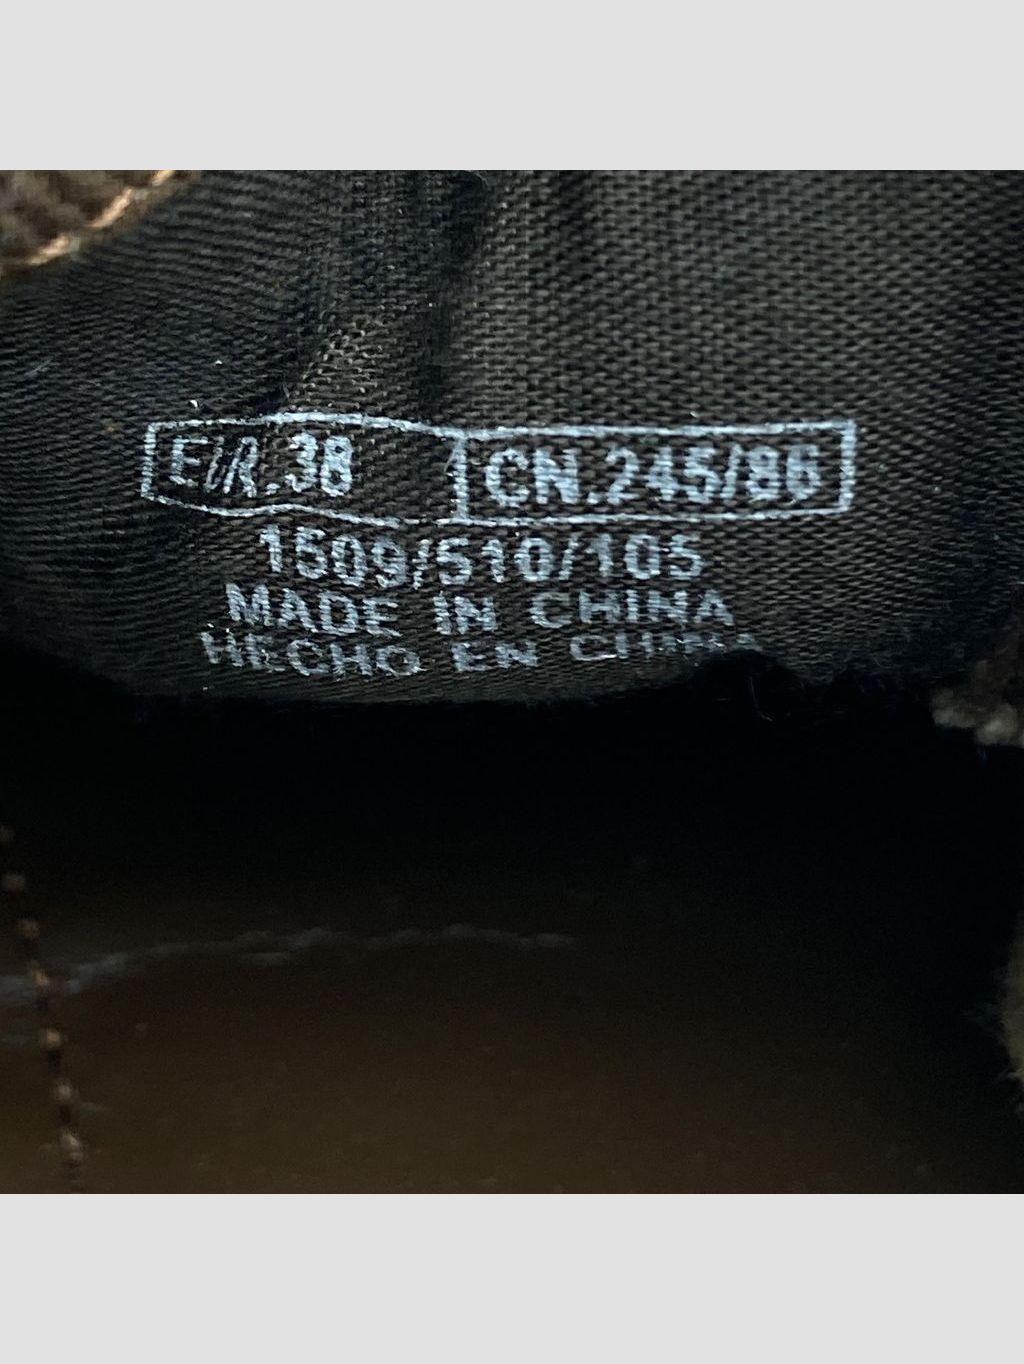 EUR.38 CN.245/86
1509/510/105
MADE IN CHINA
HECHO EN CHINA